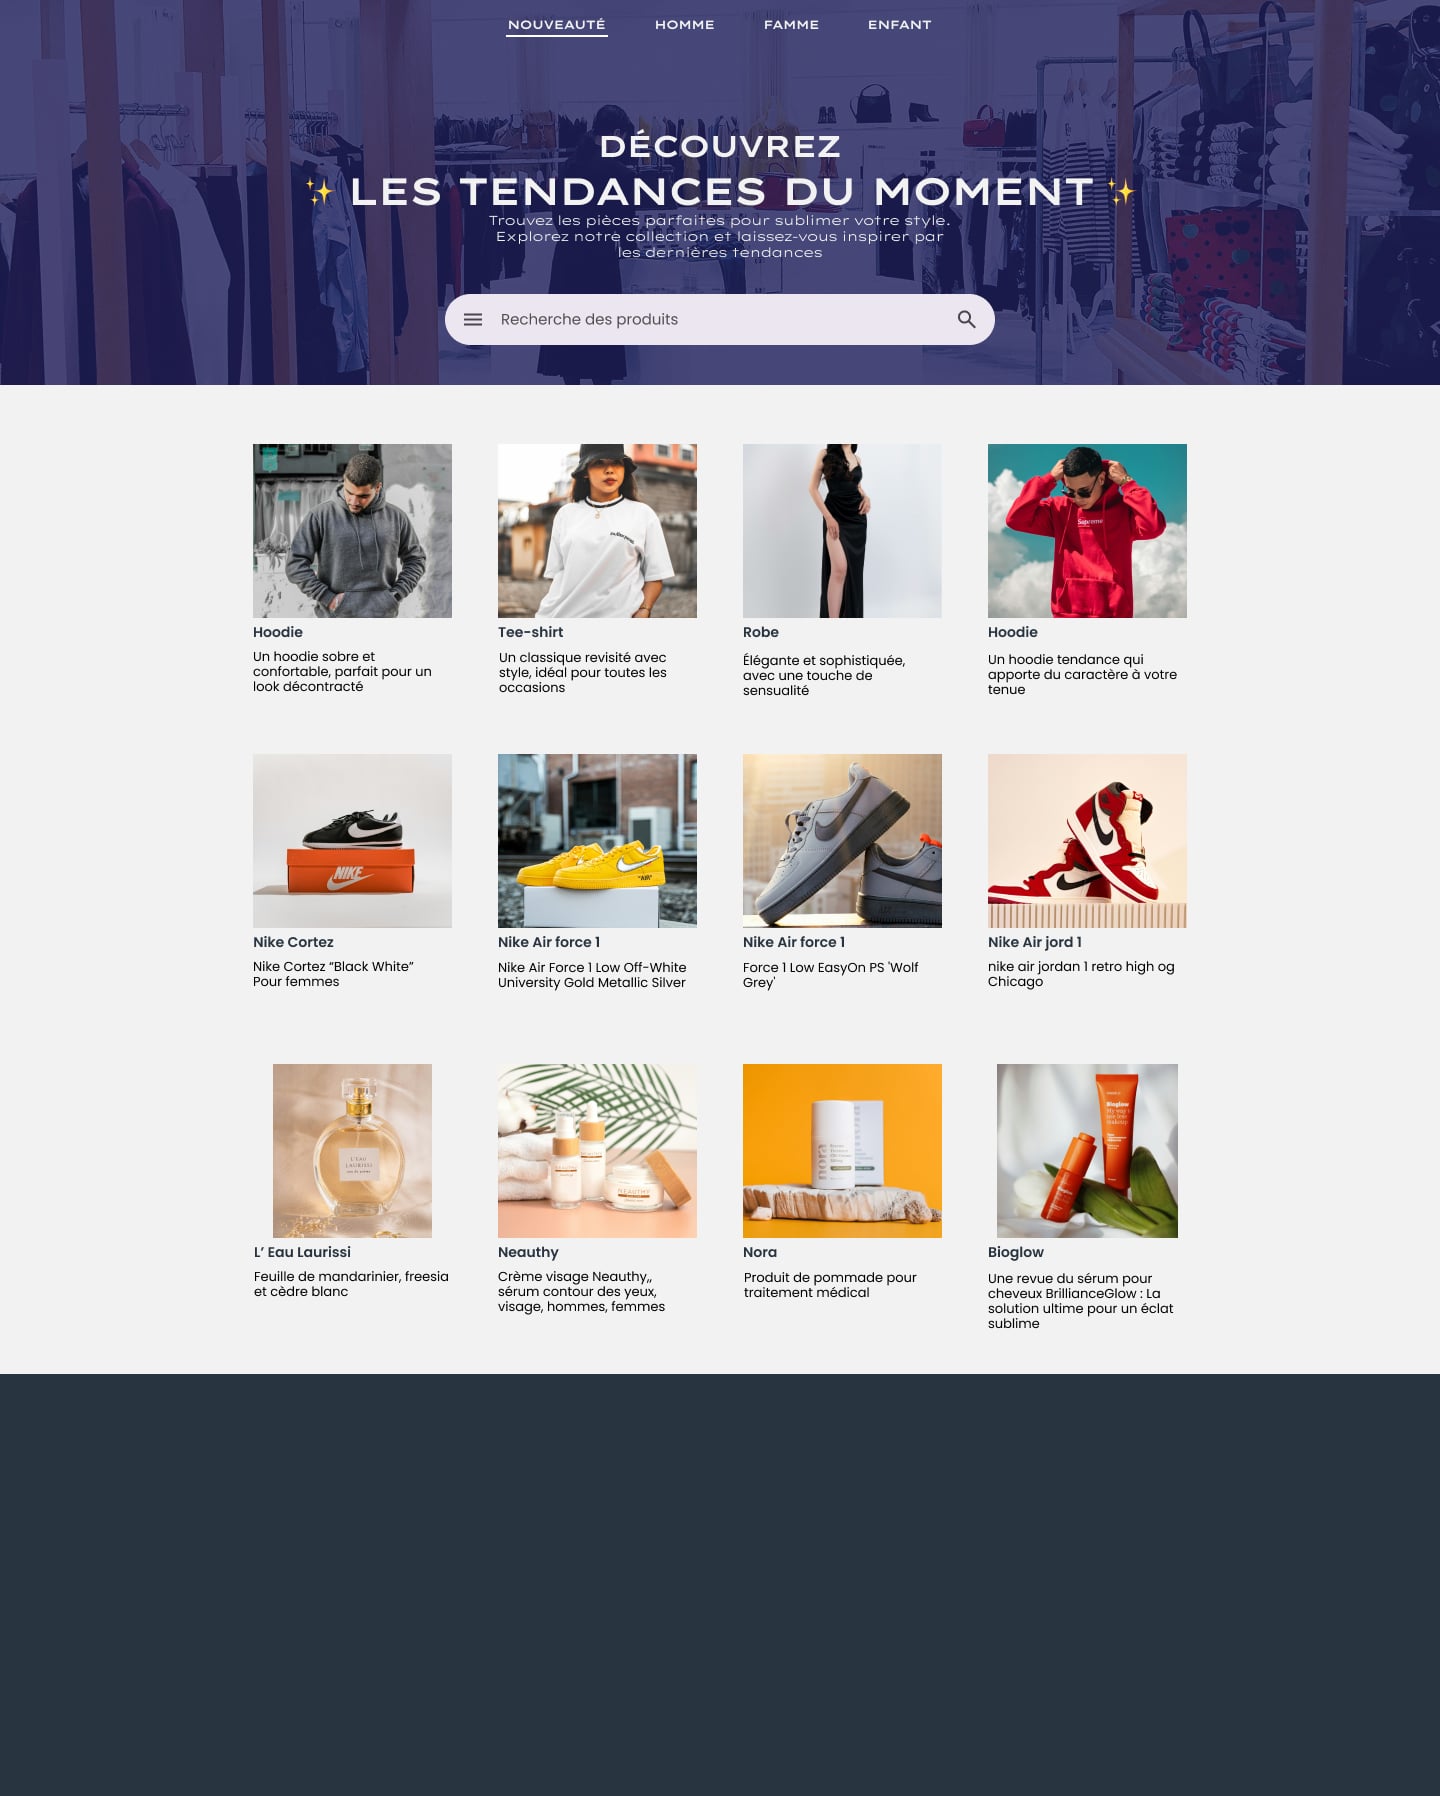 NOUVEAUTÉ HOMME FAMME ENFANT
DÉCOUVREZ
✨ LES TENDANCES DU MOMENT ✨
Trouvez les pièces parfaites pour sublimer votre style.
Explorez notre collection et laissez-vous inspirer par
les dernières tendances
Recherche des produits
Supreme
Hoodie
Un hoodie sobre et
confortable, parfait pour un
look décontracté
Tee-shirt
Un classique revisité avec
style, idéal pour toutes les
occasions
Robe
Élégante et sophistiquée,
avec une touche de
sensualité
Hoodie
Un hoodie tendance qui
apporte du caractère à votre
tenue
NIKE
"AIR"
Nike Cortez
Nike Cortez “Black White”
Pour femmes
Nike Air force 1
Nike Air Force 1 Low Off-White
University Gold Metallic Silver
Nike Air force 1
Force 1 Low EasyOn PS 'Wolf
Grey'
Nike Air jord 1
nike air jordan 1 retro high og
Chicago
L'EAU
LAURISSI
NEAUTHY
Bioglow
L’ Eau Laurissi
Feuille de mandarinier, freesia
et cèdre blanc
Neauthy
Crème visage Neauthy,,
sérum contour des yeux,
visage, hommes, femmes
Nora
Produit de pommade pour
traitement médical
Bioglow
Une revue du sérum pour
cheveux BrillianceGlow : La
solution ultime pour un éclat
sublime